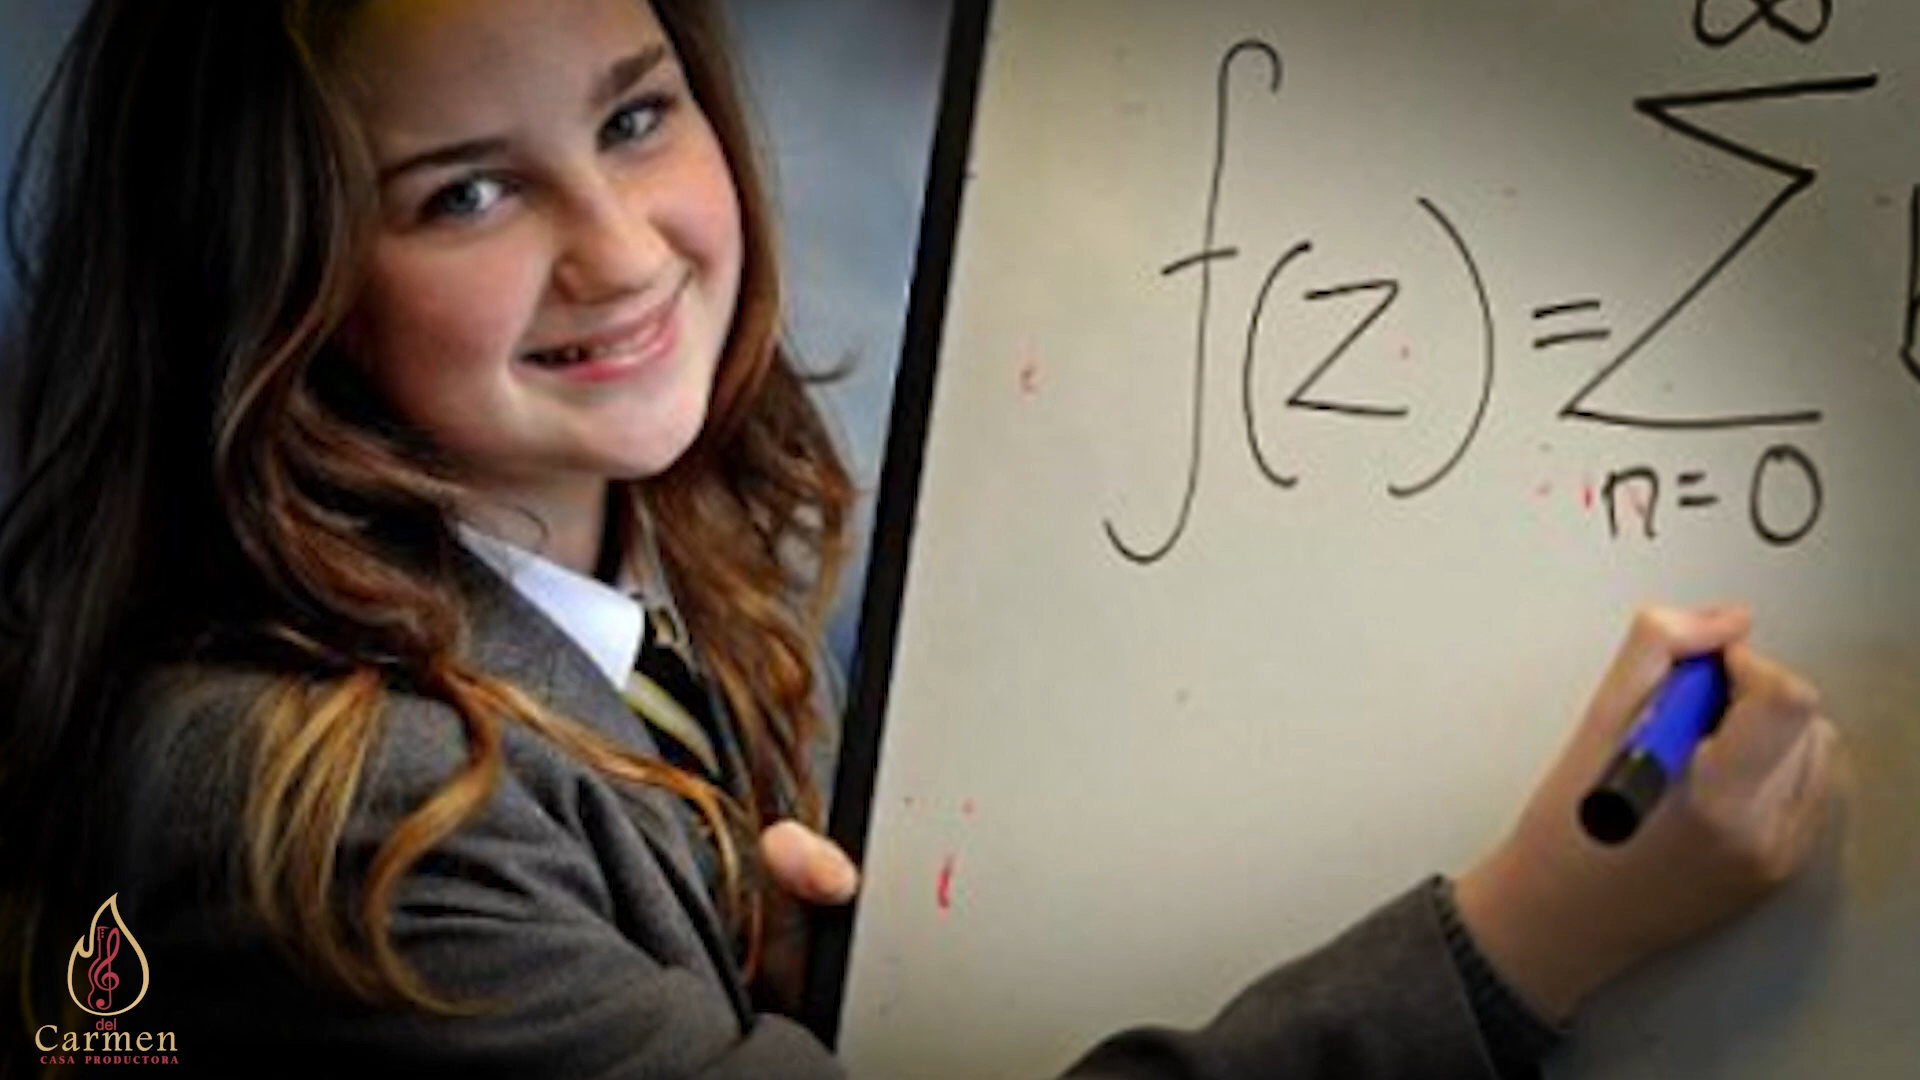 ∞
f(z) = Σ
n=0
del
Carmen
CASA PRODUCTORA